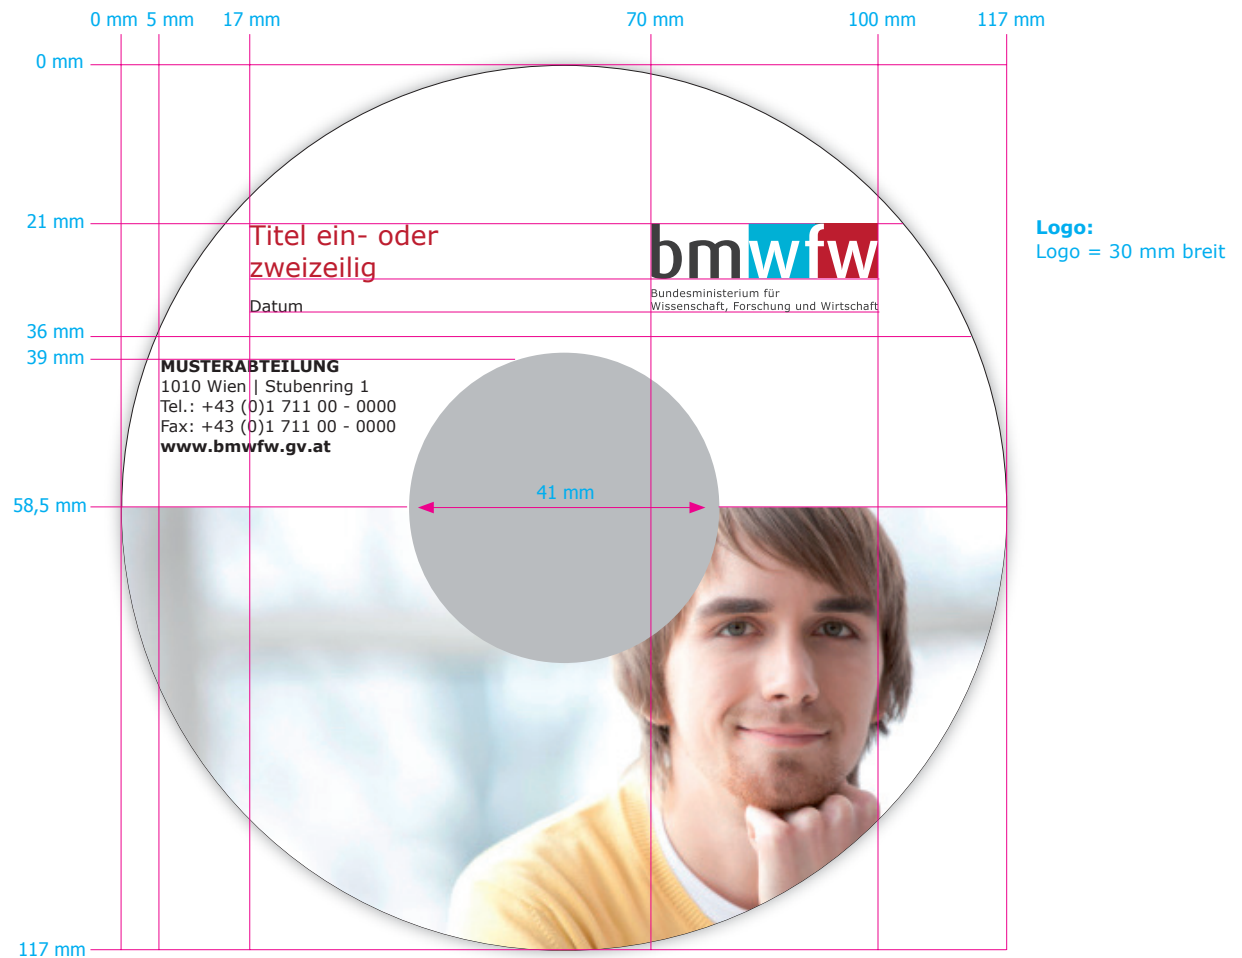 0 mm 5 mm 17 mm 70 mm 100 mm 117 mm
0 mm
21 mm
Titel ein- oder
zweizeilig
Datum
bmwfw
Bundesministerium für
Wissenschaft, Forschung und Wirtschaft
Logo:
Logo = 30 mm breit
36 mm
39 mm
MUSTERABTEILUNG
1010 Wien | Stubenring 1
Tel.: +43 (0)1 711 00 - 0000
Fax: +43 (0)1 711 00 - 0000
www.bmwfw.gv.at
58,5 mm
41 mm
117 mm